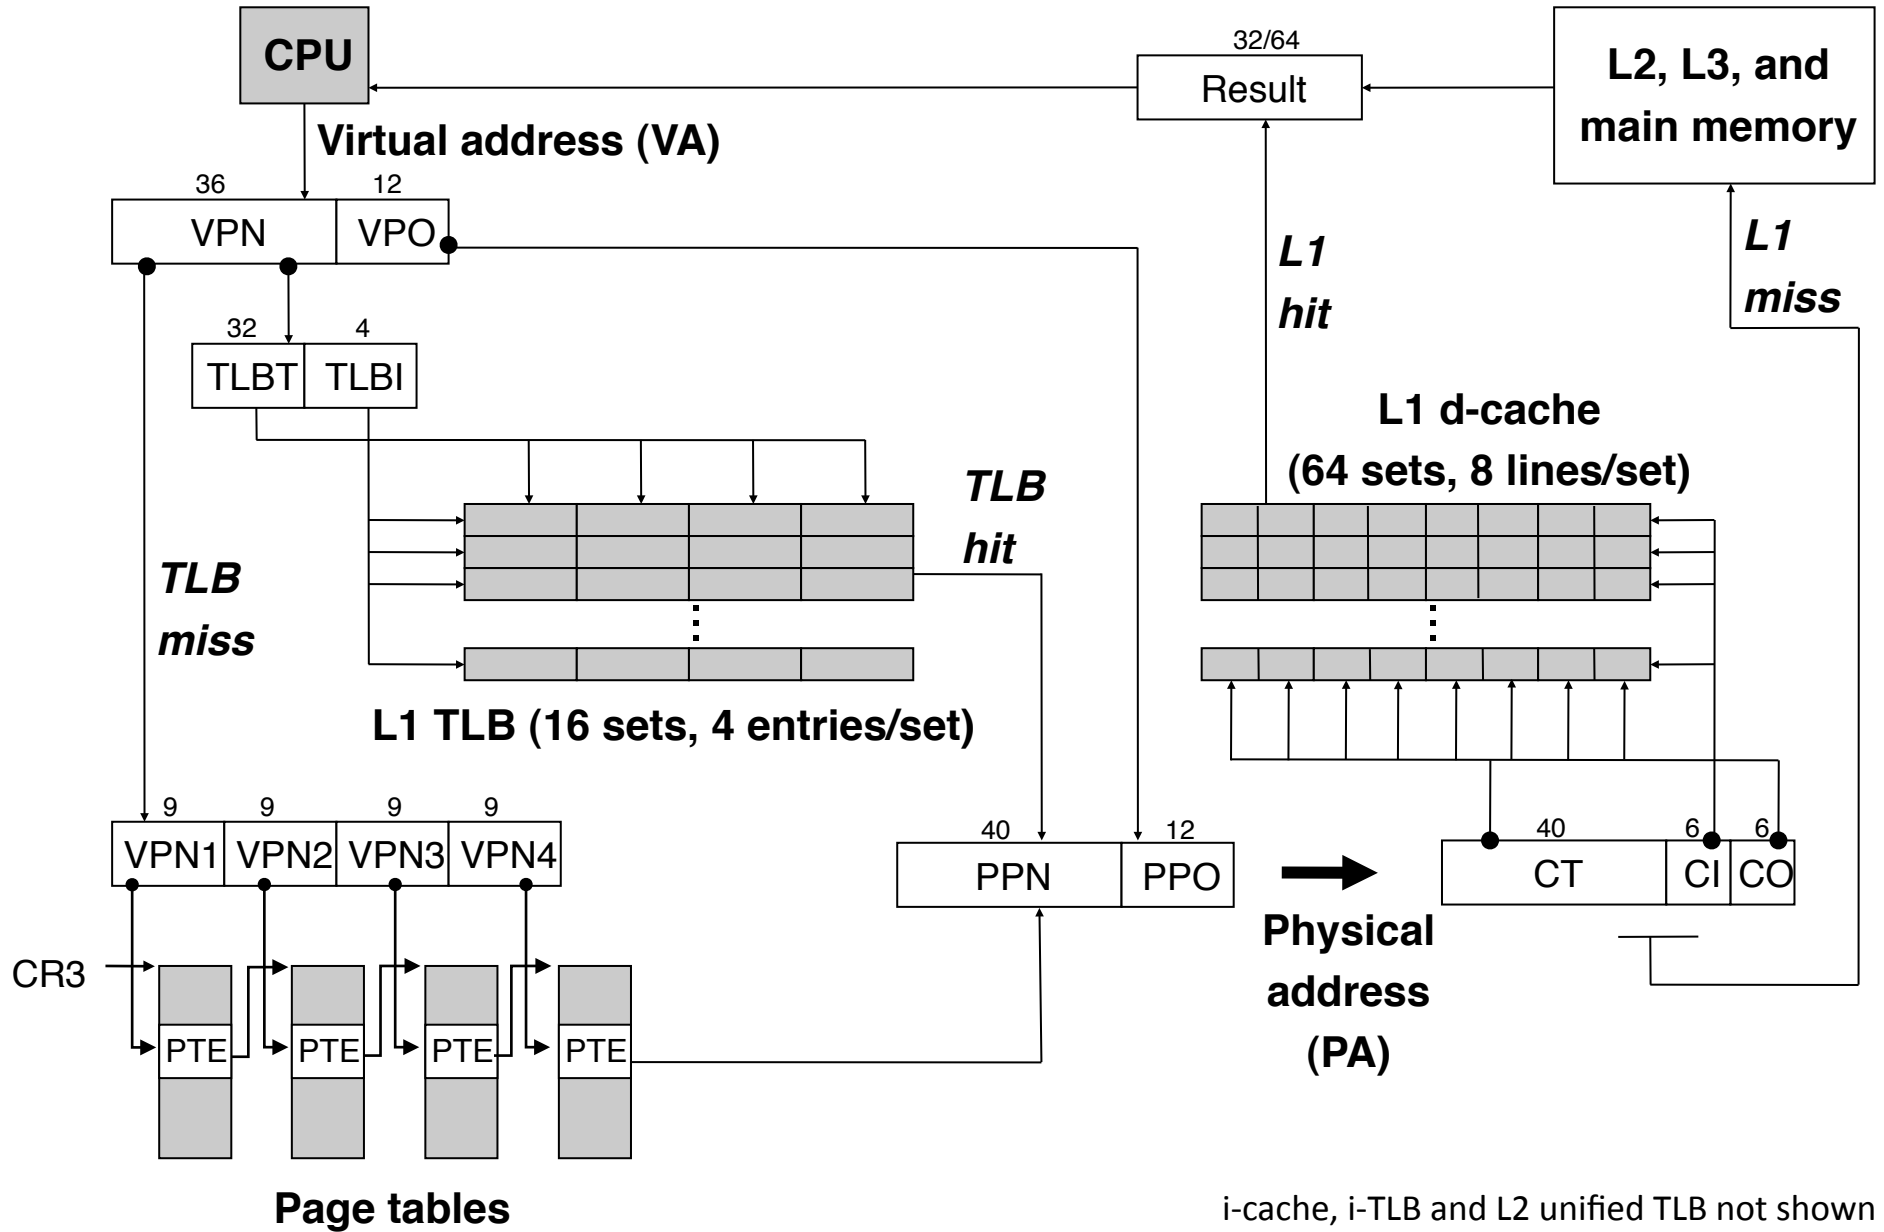 CPU
32/64
Result
L2, L3, and
main memory
Virtual address (VA)
36
12
VPN
VPO
L1
hit
L1
miss
32
4
TLBT
TLBI
L1 d-cache
(64 sets, 8 lines/set)
TLB
hit
TLB
miss
L1 TLB (16 sets, 4 entries/set)
9
9
9
9
VPN1
VPN2
VPN3
VPN4
40
12
PPN
PPO
40
6
6
CT
CI
CO
Physical
address
(PA)
CR3
PTE
PTE
PTE
PTE
Page tables
i-cache, i-TLB and L2 unified TLB not shown